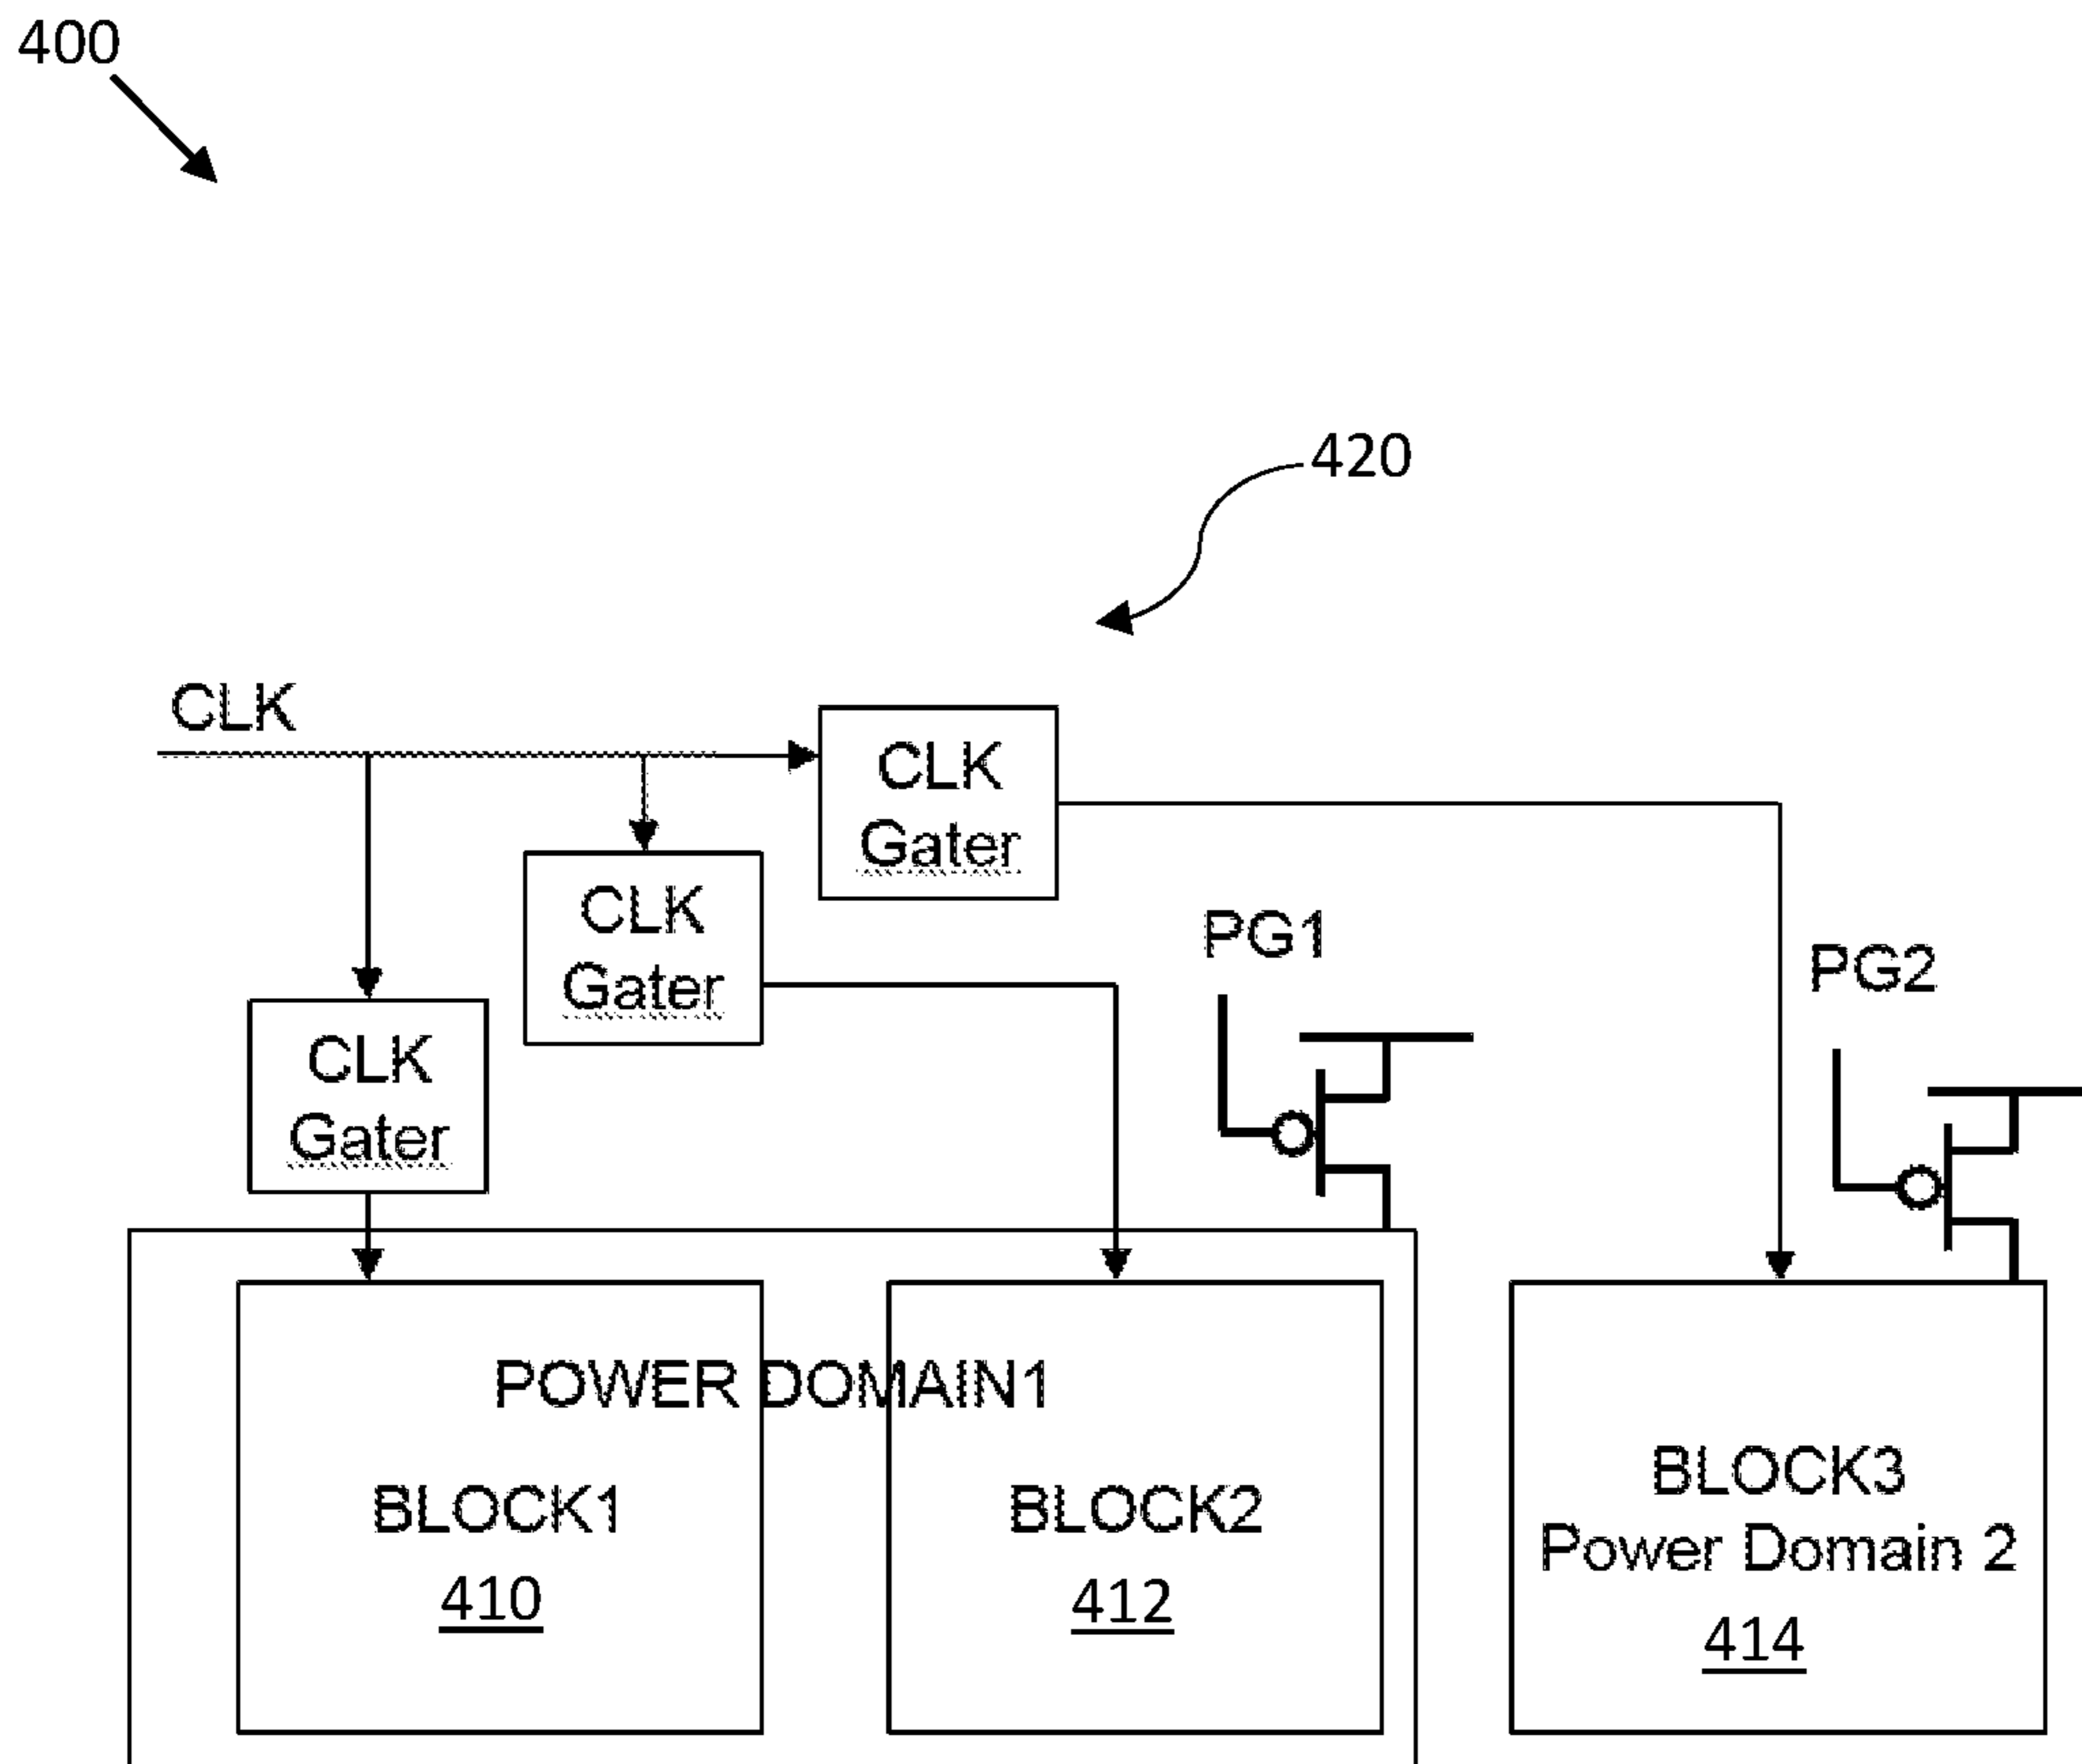 400
420
CLK
CLK
Gater
CLK
Gater
PG1
PG2
CLK
Gater
POWER DOMAIN1
BLOCK1
BLOCK2
BLOCK3
Power Domain 2
410
412
414